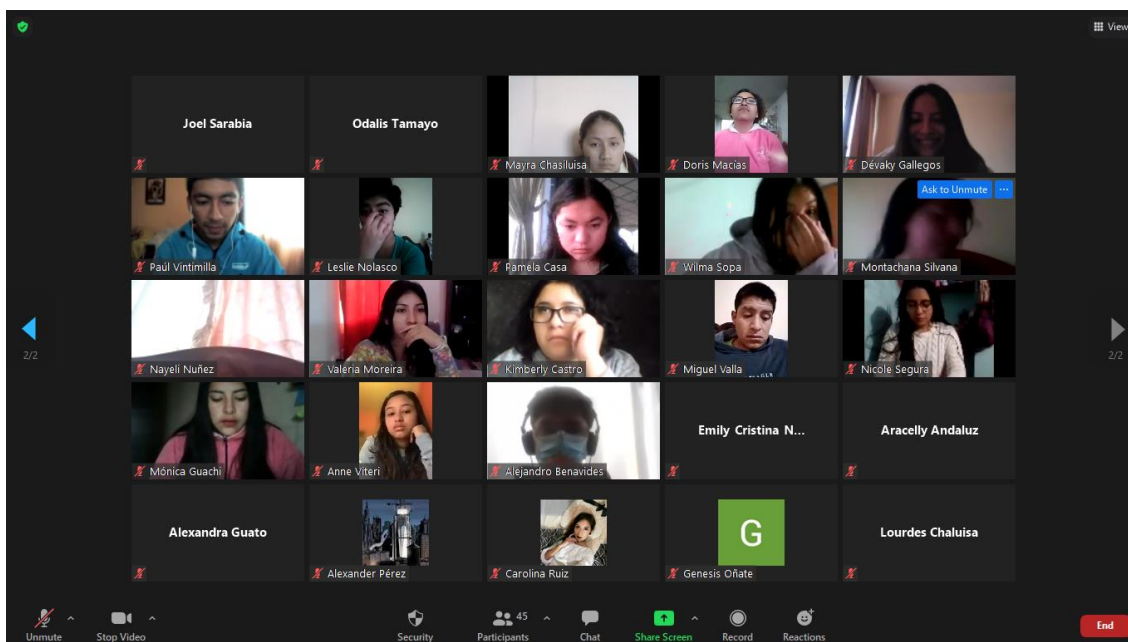 View
Joel Sarabia
Odalis Tamayo
Mayra Chasiluisa
Doris Macías
Dévaky Gallegos
Ask to Unmute ...
Paúl Vintimilla
Leslie Nolasco
Pamela Casa
Wilma Sopa
Montachana Silvana
2/2
2/2
Nayeli Nuñez
Valeria Moreira
Kimberly Castro
Miguel Valla
Nicole Segura
Mónica Guachi
Anne Viteri
Alejandro Benavides
Emily Cristina N...
Aracelly Andaluz
Alexandra Guato
Alexander Pérez
Carolina Ruiz
G
Genesis Oñate
Lourdes Chaluisa
Unmute
Stop Video
Security
45
Participants
Chat
Share Screen
Record
Reactions
End